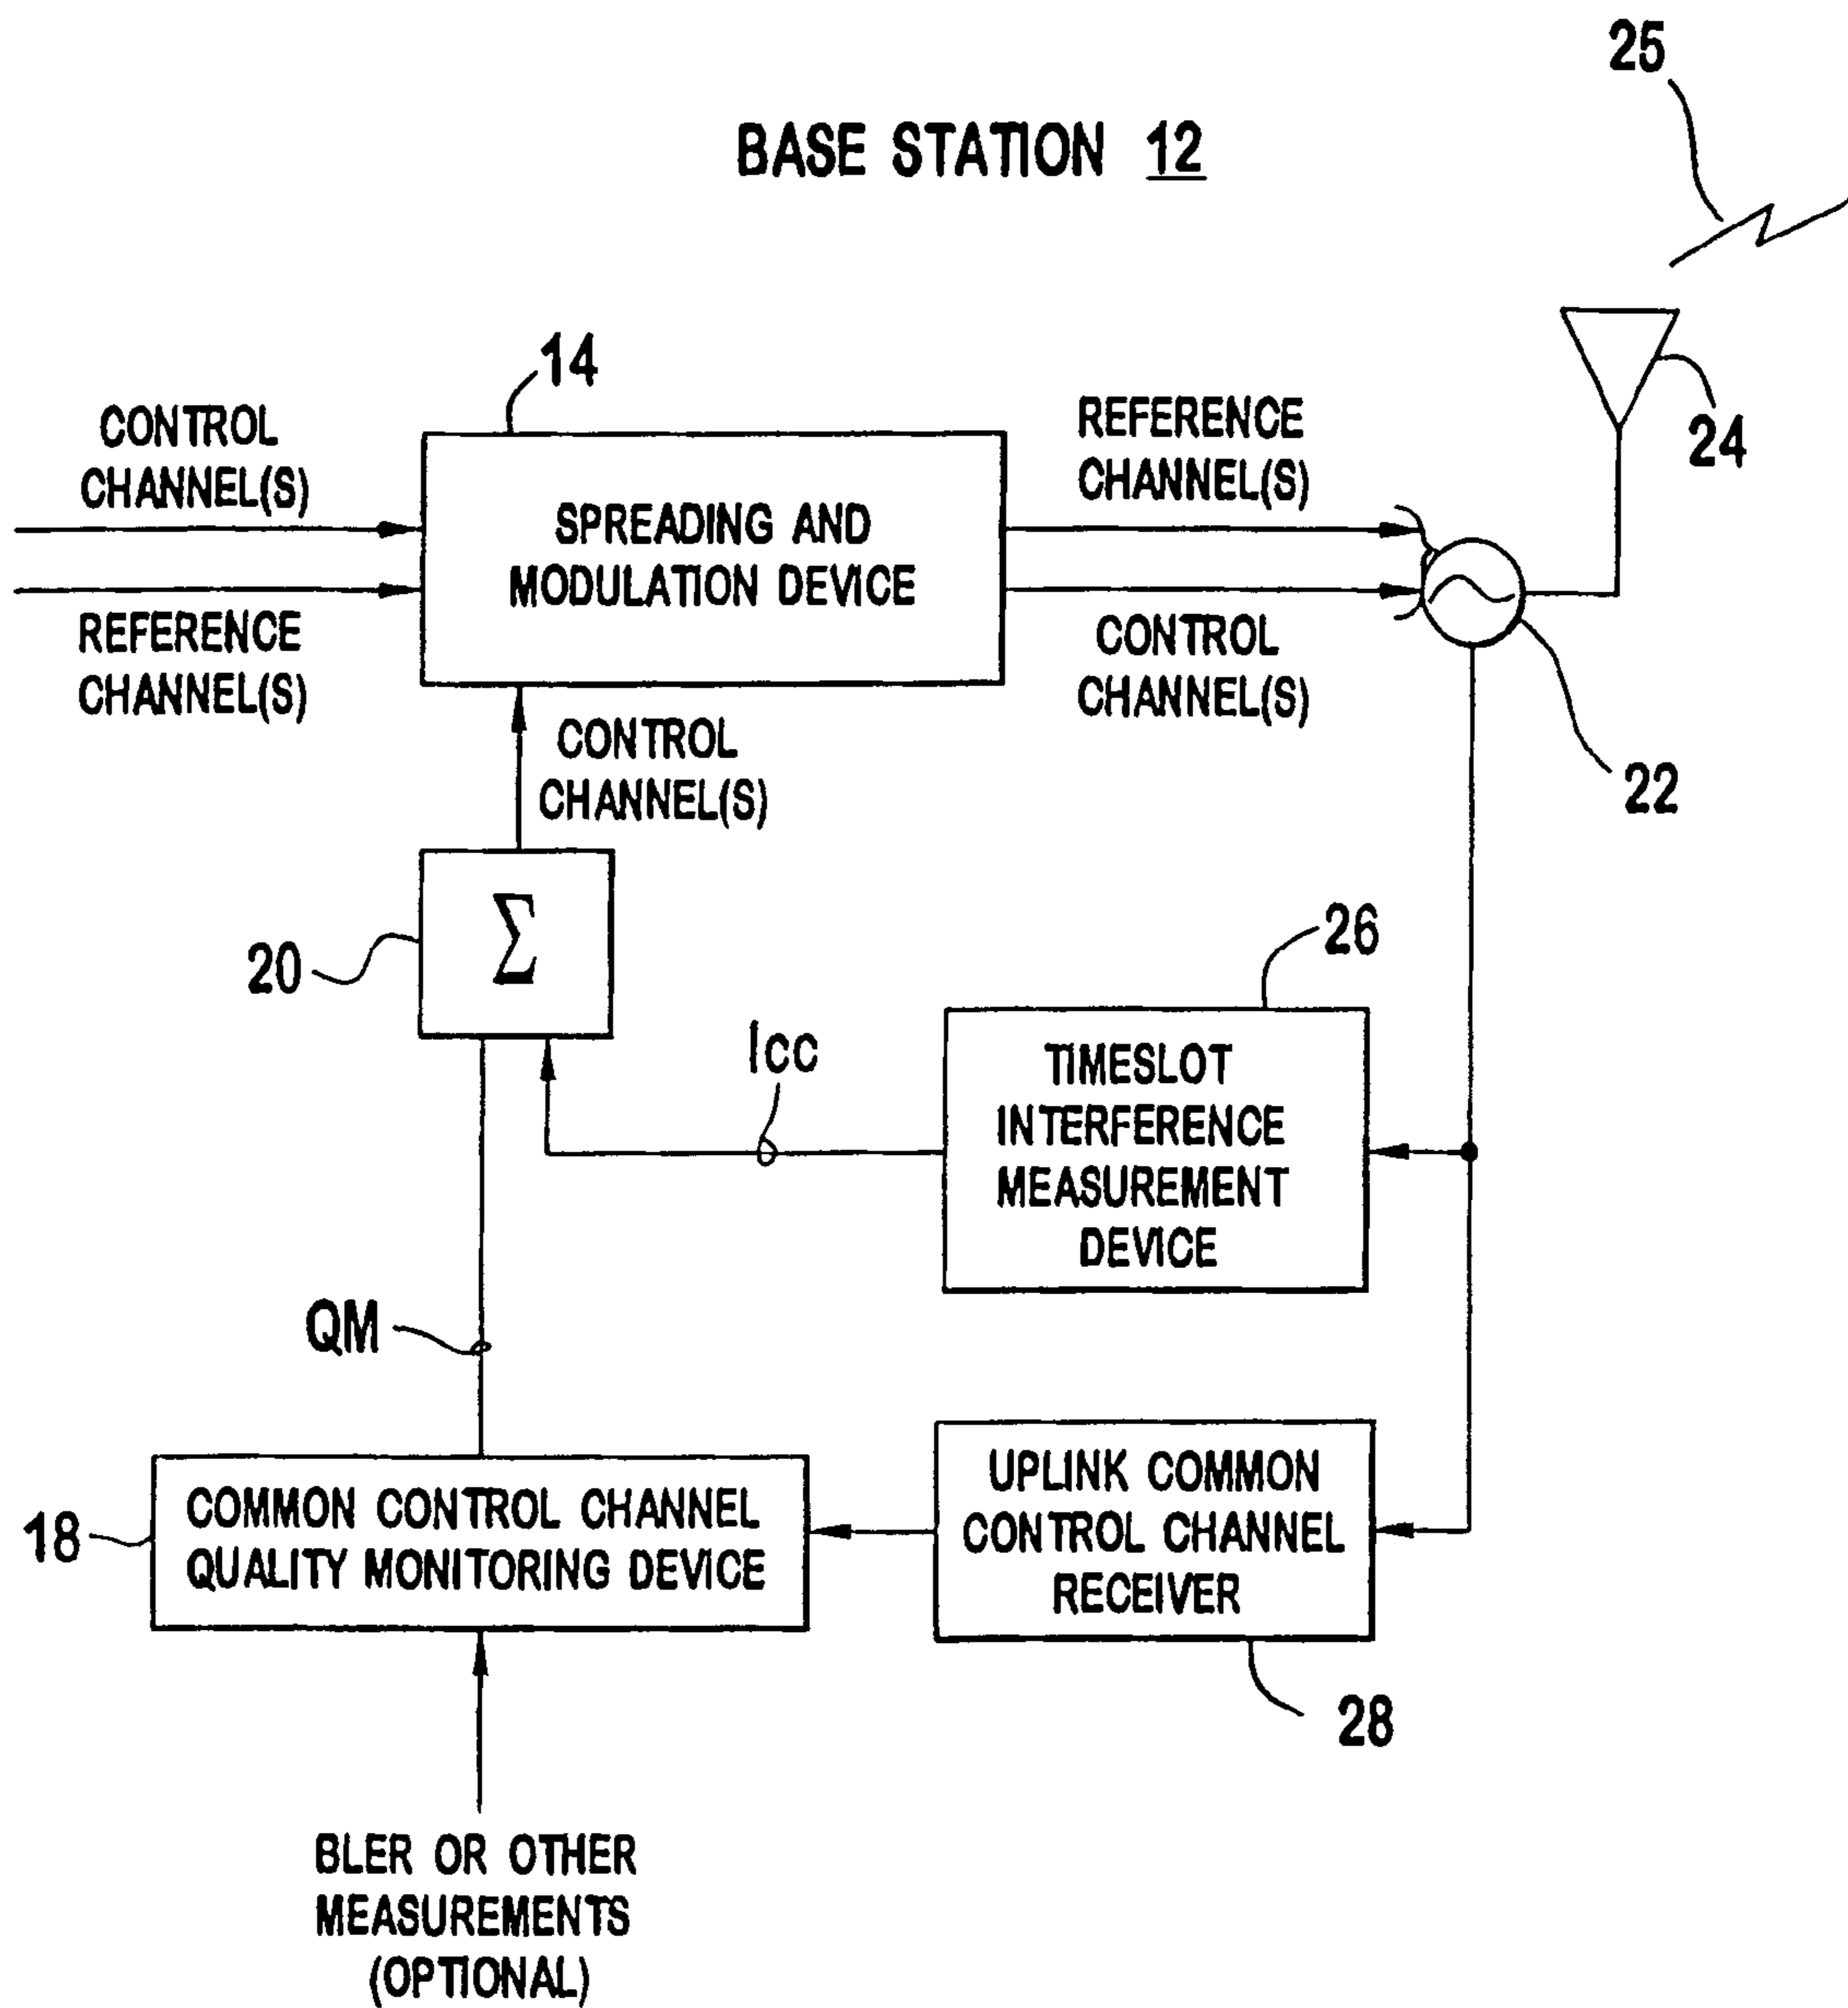 25
BASE STATION 12
14
24
CONTROL
CHANNEL(S)
REFERENCE
CHANNEL(S)
SPREADING AND
MODULATION DEVICE
REFERENCE
CHANNEL(S)
CONTROL
CHANNEL(S)
22
CONTROL
CHANNEL(S)
20
Σ
26
Icc
TIMESLOT
INTERFERENCE
MEASUREMENT
DEVICE
QM
18
COMMON CONTROL CHANNEL
QUALITY MONITORING DEVICE
UPLINK COMMON
CONTROL CHANNEL
RECEIVER
28
BLER OR OTHER
MEASUREMENTS
(OPTIONAL)